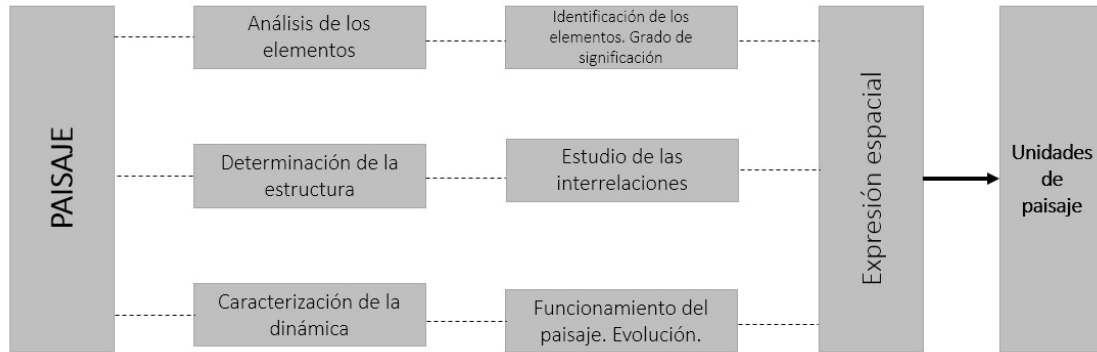 PAISAJE
Análisis de los
elementos
Identificación de los
elementos. Grado de
significación
Determinación de la
estructura
Estudio de las
interrelaciones
Caracterización de la
dinámica
Funcionamiento del
paisaje. Evolución.
Expresión espacial
Unidades
de
paisaje